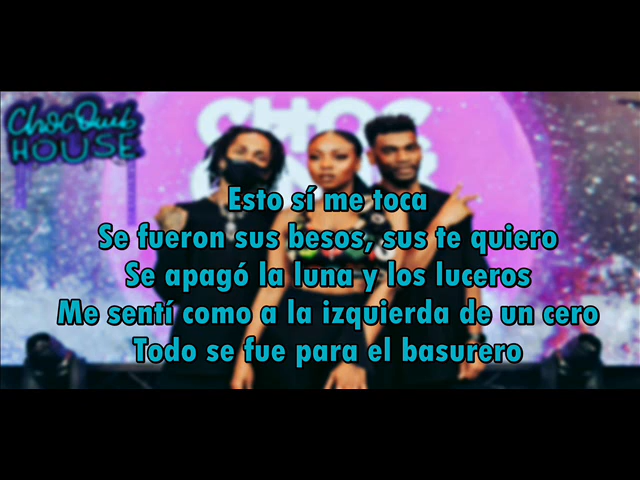 ChocQuib
HOUSE
CHOC
Esto sí me toca
Se fueron sus besos, sus te quiero
Se apagó la luna y los luceros
Me sentí como a la izquierda de un cero
Todo se fue para el basurero